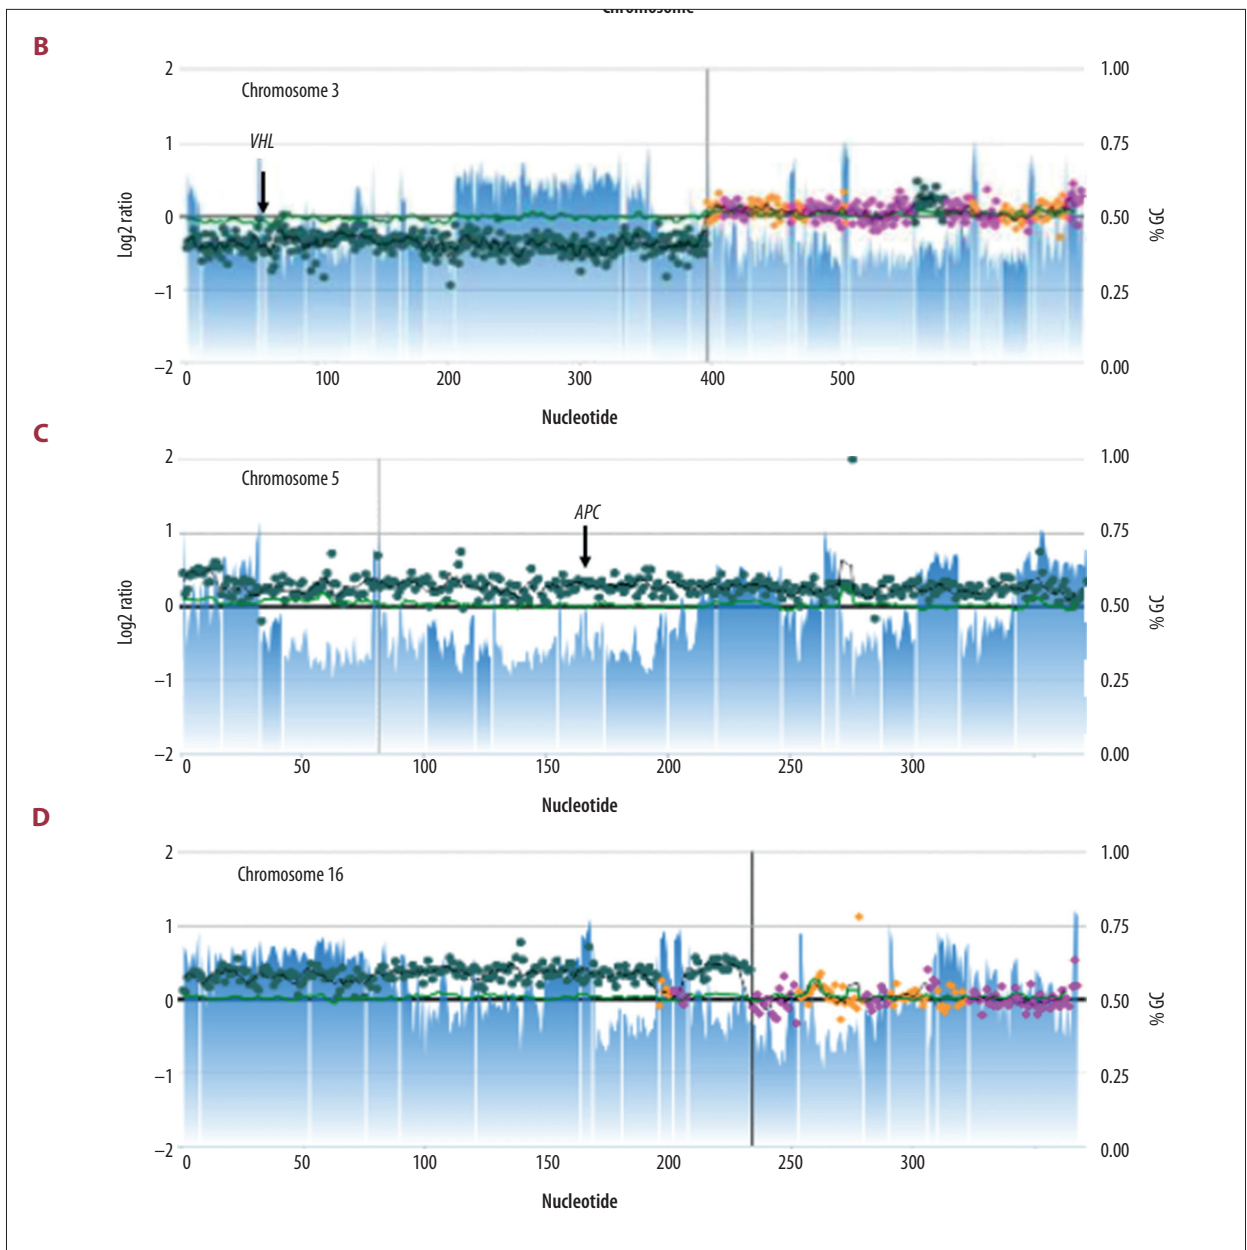 Chromosome
B
2
1.00
Chromosome 3
VHL
1
0.75
Log2 ratio
0
0.50
% GC
−1
0.25
−2
0.00
0 100 200 300 400 500
Nucleotide
C
2
1.00
Chromosome 5
APC
1
0.75
Log2 ratio
0
0.50
% GC
−1
0.25
−2
0.00
0 50 100 150 200 250 300
Nucleotide
D
2
1.00
Chromosome 16
1
0.75
0
0.50
% GC
−1
0.25
−2
0.00
0 50 100 150 200 250 300
Nucleotide